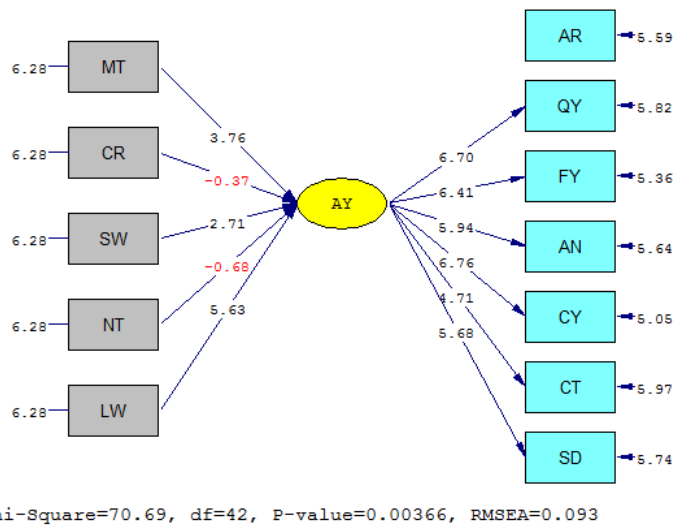 AR
5.59
MT
6.28
QY
5.82
3.76
CR
6.28
6.70
FY
5.36
-0.37
6.41
AY
SW
6.28
2.71
5.94
AN
5.64
-0.68
6.76
NT
6.28
5.63
4.71
CY
5.05
5.68
CT
5.97
LW
6.28
SD
5.74
ni-Square=70.69, df=42, P-value=0.00366, RMSEA=0.093